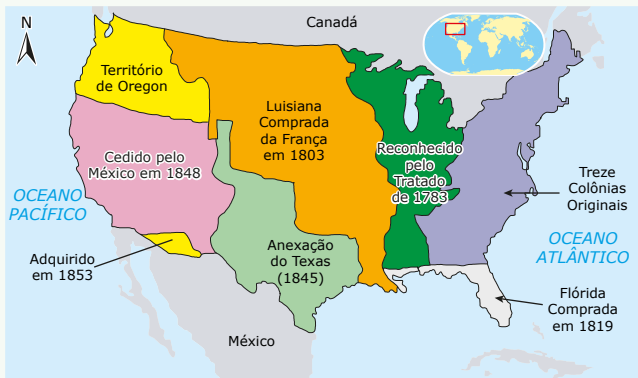 N
Canadá
Território
de Oregon
Luisiana
Comprada
da França
em 1803
Reconhecido
pelo
Tratado
de 1783
Cedido pelo
México em 1848
Treze
Colônias
Originais
OCEANO
PACÍFICO
Adquirido
em 1853
Anexação
do Texas
(1845)
OCEANO
ATLÂNTICO
Flórida
Comprada
em 1819
México